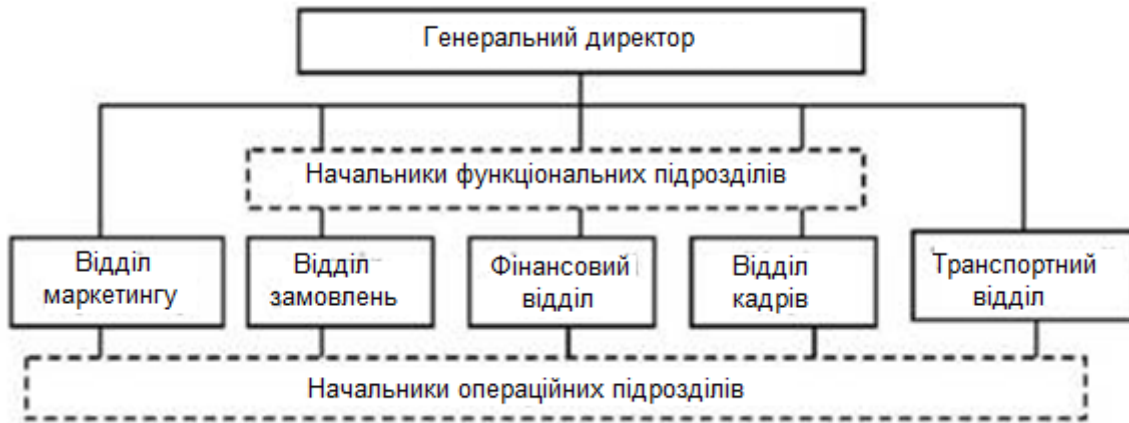 Генеральний директор
Начальники функціональних підрозділів
Відділ
маркетингу
Відділ
замовлень
Фінансовий
відділ
Відділ
кадрів
Транспортний
відділ
Начальники операційних підрозділів